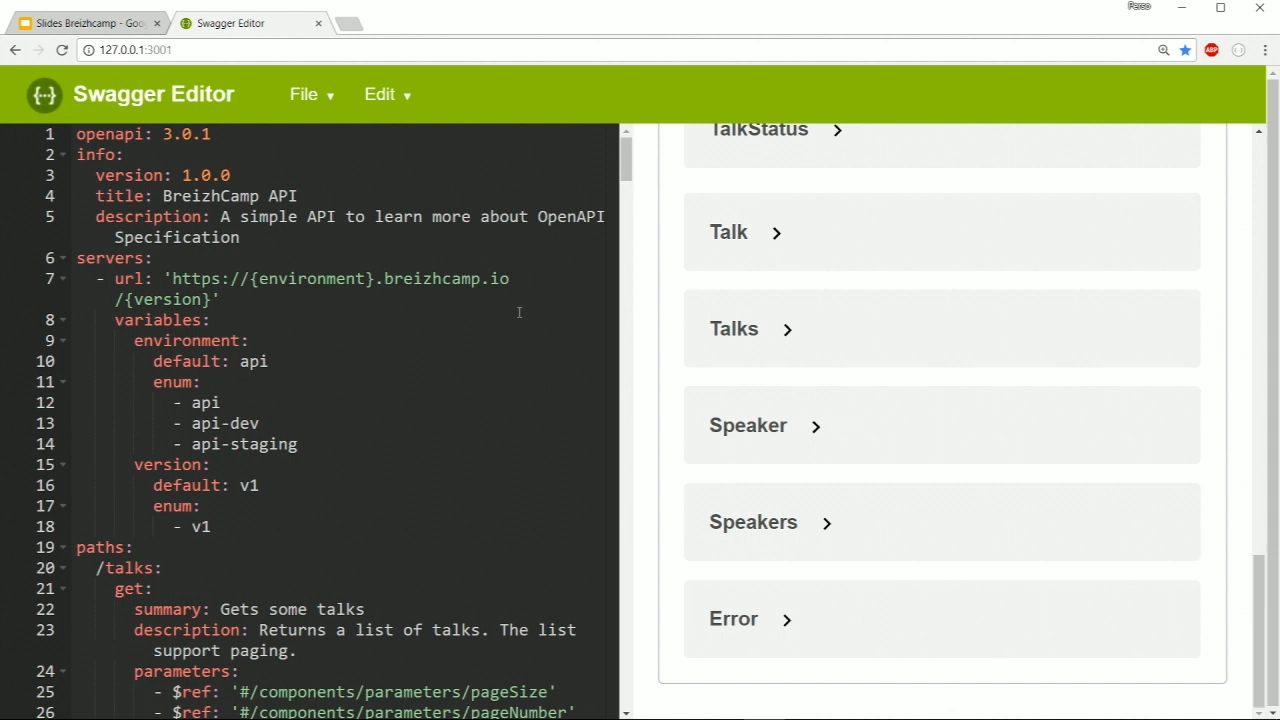 Slides Breizhcamp - Goo
Swagger Editor
Parso
127.0.0.1:3001
ABP
Swagger Editor
File
Edit
1 openapi: 3.0.1
2 info:
3 version: 1.0.0
4 title: BreizhCamp API
5 description: A simple API to learn more about OpenAPI
Specification
6 servers:
7 - url: 'https://{environment}.breizhcamp.io
/{version}'
8 variables:
9 environment:
10 default: api
11 enum:
12 - api
13 - api-dev
14 - api-staging
15 version:
16 default: v1
17 enum:
18 - v1
19 paths:
20 /talks:
21 get:
22 summary: Gets some talks
23 description: Returns a list of talks. The list
support paging.
24 parameters:
25 - $ref: '#/components/parameters/pageSize'
26 - $ref: '#/components/parameters/pageNumber'
TalkStatus
Talk
Talks
Speaker
Speakers
Error